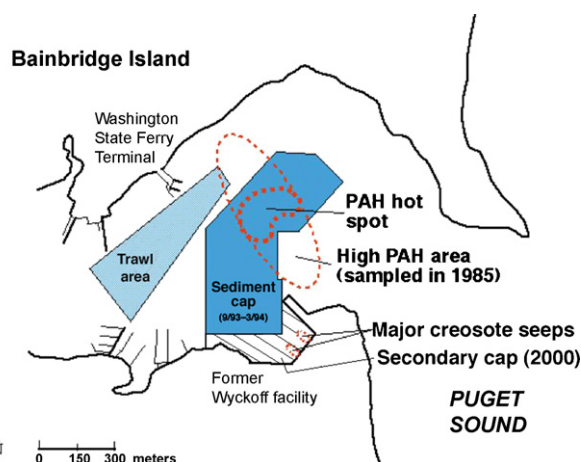 Bainbridge Island
Washington
State Ferry
Terminal
PAH hot
spot
High PAH area
(sampled in 1985)
Trawl
area
Sediment
cap
(9/93–3/94)
Major creosote seeps
Secondary cap (2000)
Former
Wyckoff facility
PUGET
SOUND
0 150 300 meters